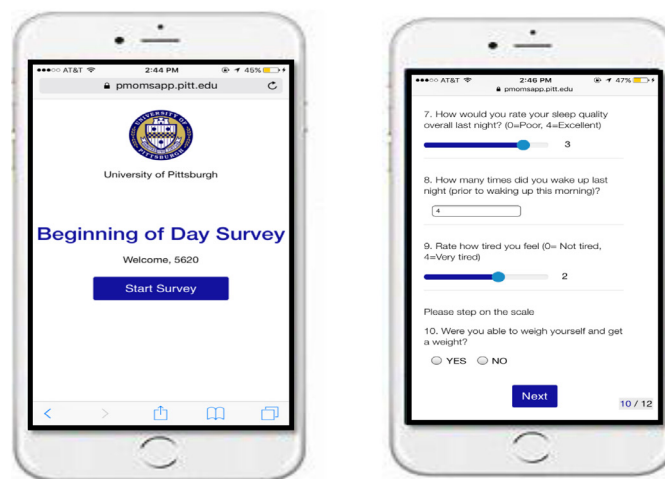 ●●●○○ AT&T 2:44 PM 45%
pmomsapp.pitt.edu
UNIVERSITY OF PITTSBURGH
University of Pittsburgh
Beginning of Day Survey
Welcome, 5620
Start Survey
●●●○○ AT&T 2:46 PM 47%
pmomsapp.pitt.edu
7. How would you rate your sleep quality
overall last night? (0=Poor, 4=Excellent)
3
8. How many times did you wake up last
night (prior to waking up this morning)?
4
9. Rate how tired you feel (0= Not tired,
4=Very tired)
2
Please step on the scale
10. Were you able to weigh yourself and get
a weight?
YES NO
Next
10 / 12